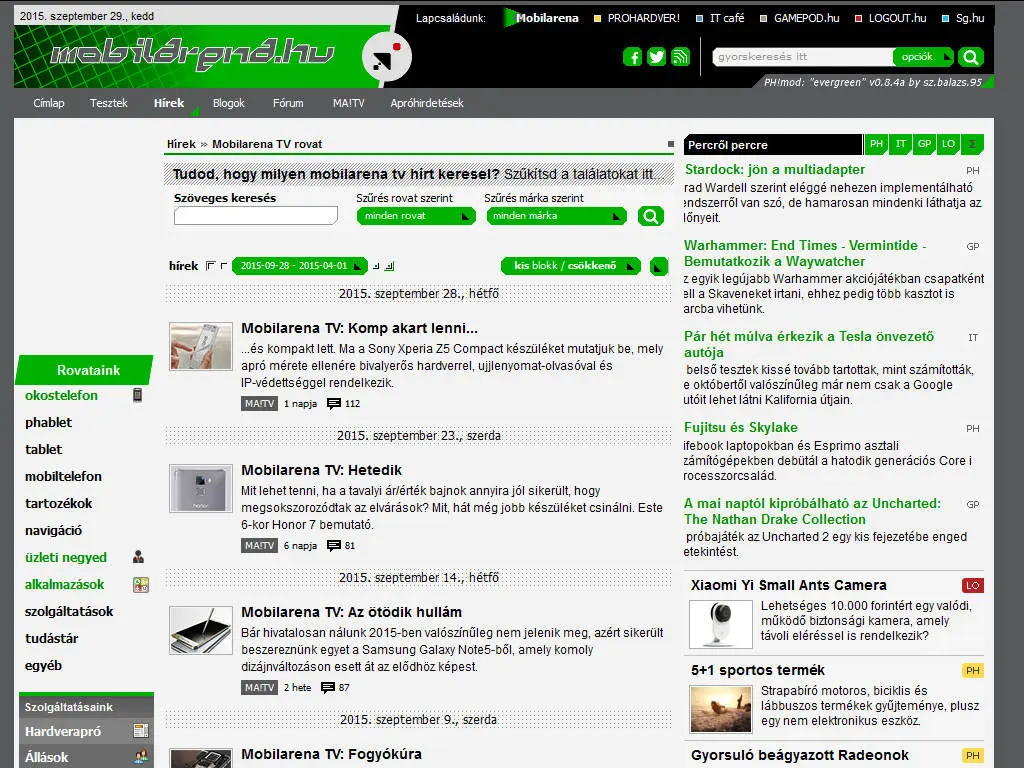 2015. szeptember 29., kedd
Lapcsaládunk:
Mobilarena
PROHARDVER!
IT café
GAMEPOD.hu
LOGOUT.hu
Sg.hu
mobilarena.hu
gyorskeresés itt
opciók
PH!mod: "evergreen" v0.8.4a by sz.balazs.95
Címlap
Tesztek
Hírek
Blogok
Fórum
MA!TV
Apróhirdetések
Rovataink
okostelefon
phablet
tablet
mobiltelefon
tartozékok
navigáció
üzleti negyed
alkalmazások
szolgáltatások
tudástár
egyéb
Szolgáltatásaink
Hardverapró
Állások
Hírek » Mobilarena TV rovat
Tudod, hogy milyen mobilarena tv hírt keresel? Szűkítsd a találatokat itt...
Szöveges keresés
Szűrés rovat szerint
Szűrés márka szerint
minden rovat
minden márka
hírek
2015-09-28 - 2015-04-01
kis blokk / csökkenő
2015. szeptember 28., hétfő
Mobilarena TV: Komp akart lenni...
...és kompakt lett. Ma a Sony Xperia Z5 Compact készüléket mutatjuk be, mely
apró mérete ellenére bivalyerős hardverrel, ujjlenyomat-olvasóval és
IP-védettséggel rendelkezik.
MA!TV 1 napja 112
2015. szeptember 23., szerda
Mobilarena TV: Hetedik
Mit lehet tenni, ha a tavalyi ár/érték bajnok annyira jól sikerült, hogy
megsokszorozódtak az elvárások? Mit, hát még jobb készüléket csinálni. Este
6-kor Honor 7 bemutató.
MA!TV 6 napja 81
2015. szeptember 14., hétfő
Mobilarena TV: Az ötödik hullám
Bár hivatalosan nálunk 2015-ben valószínűleg nem jelenik meg, azért sikerült
beszereznünk egyet a Samsung Galaxy Note5-ből, amely komoly
dizájnváltozáson esett át az elődhöz képest.
MA!TV 2 hete 87
2015. szeptember 9., szerda
Mobilarena TV: Fogyókúra
Percről percre
PH IT GP LO Σ
Stardock: jön a multiadapter PH
rad Wardell szerint eléggé nehezen implementálható
endszerről van szó, de hamarosan mindenki láthatja az
lőnyeit.
Warhammer: End Times - Vermintide - GP
Bemutatkozik a Waywatcher
z egyik legújabb Warhammer akciójátékban csapatként
ell a Skaveneket irtani, ehhez pedig több kasztot is
arcba vihetünk.
Pár hét múlva érkezik a Tesla önvezető IT
autója
belső tesztek kissé tovább tartottak, mint számították,
e októbertől valószínűleg már nem csak a Google
utóit lehet látni Kalifornia útjain.
Fujitsu és Skylake PH
ifebook laptopokban és Esprimo asztali
zámítógépekben debütál a hatodik generációs Core i
rocesszorcsalád.
A mai naptól kipróbálható az Uncharted: GP
The Nathan Drake Collection
próbajáték az Uncharted 2 egy kis fejezetébe enged
etekintést.
Xiaomi Yi Small Ants Camera LO
Lehetséges 10.000 forintért egy valódi,
működő biztonsági kamera, amely
távoli eléréssel is rendelkezik?
5+1 sportos termék PH
Strapabíró motoros, biciklis és
lábbuszos termékek gyűjteménye, plusz
egy nem elektronikus eszköz.
Gyorsuló beágyazott Radeonok PH